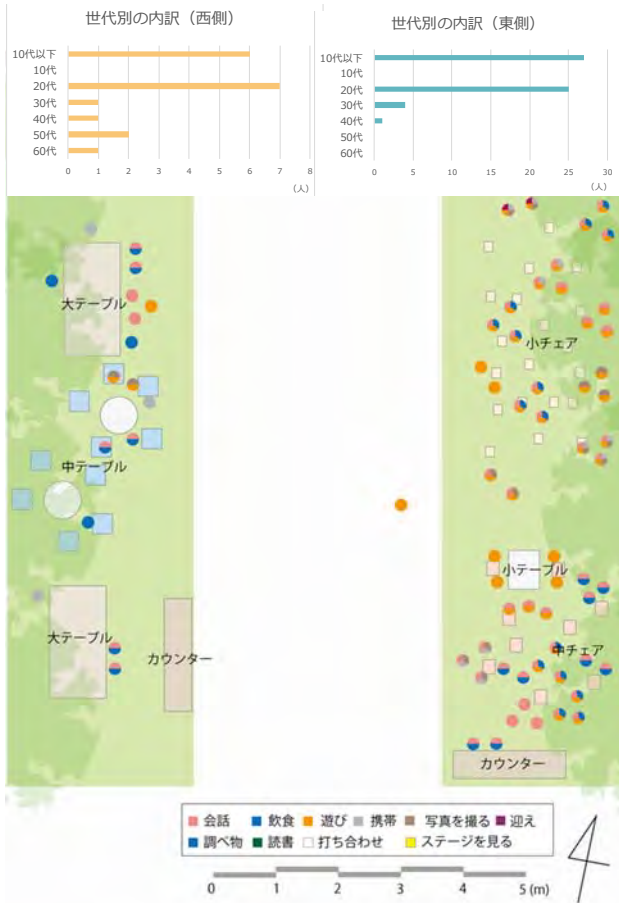 世代別の内訳（西側）
10代以下
10代
20代
30代
40代
50代
60代
0 1 2 3 4 5 6 7 8
（人）
世代別の内訳（東側）
10代以下
10代
20代
30代
40代
50代
60代
0 5 10 15 20 25 30
（人）
大テーブル
小チェア
中テーブル
小テーブル
大テーブル
カウンター
中チェア
カウンター
会話 飲食 遊び 携帯 写真を撮る 迎え
調べ物 読書 打ち合わせ ステージを見る
0 1 2 3 4 5 (m)